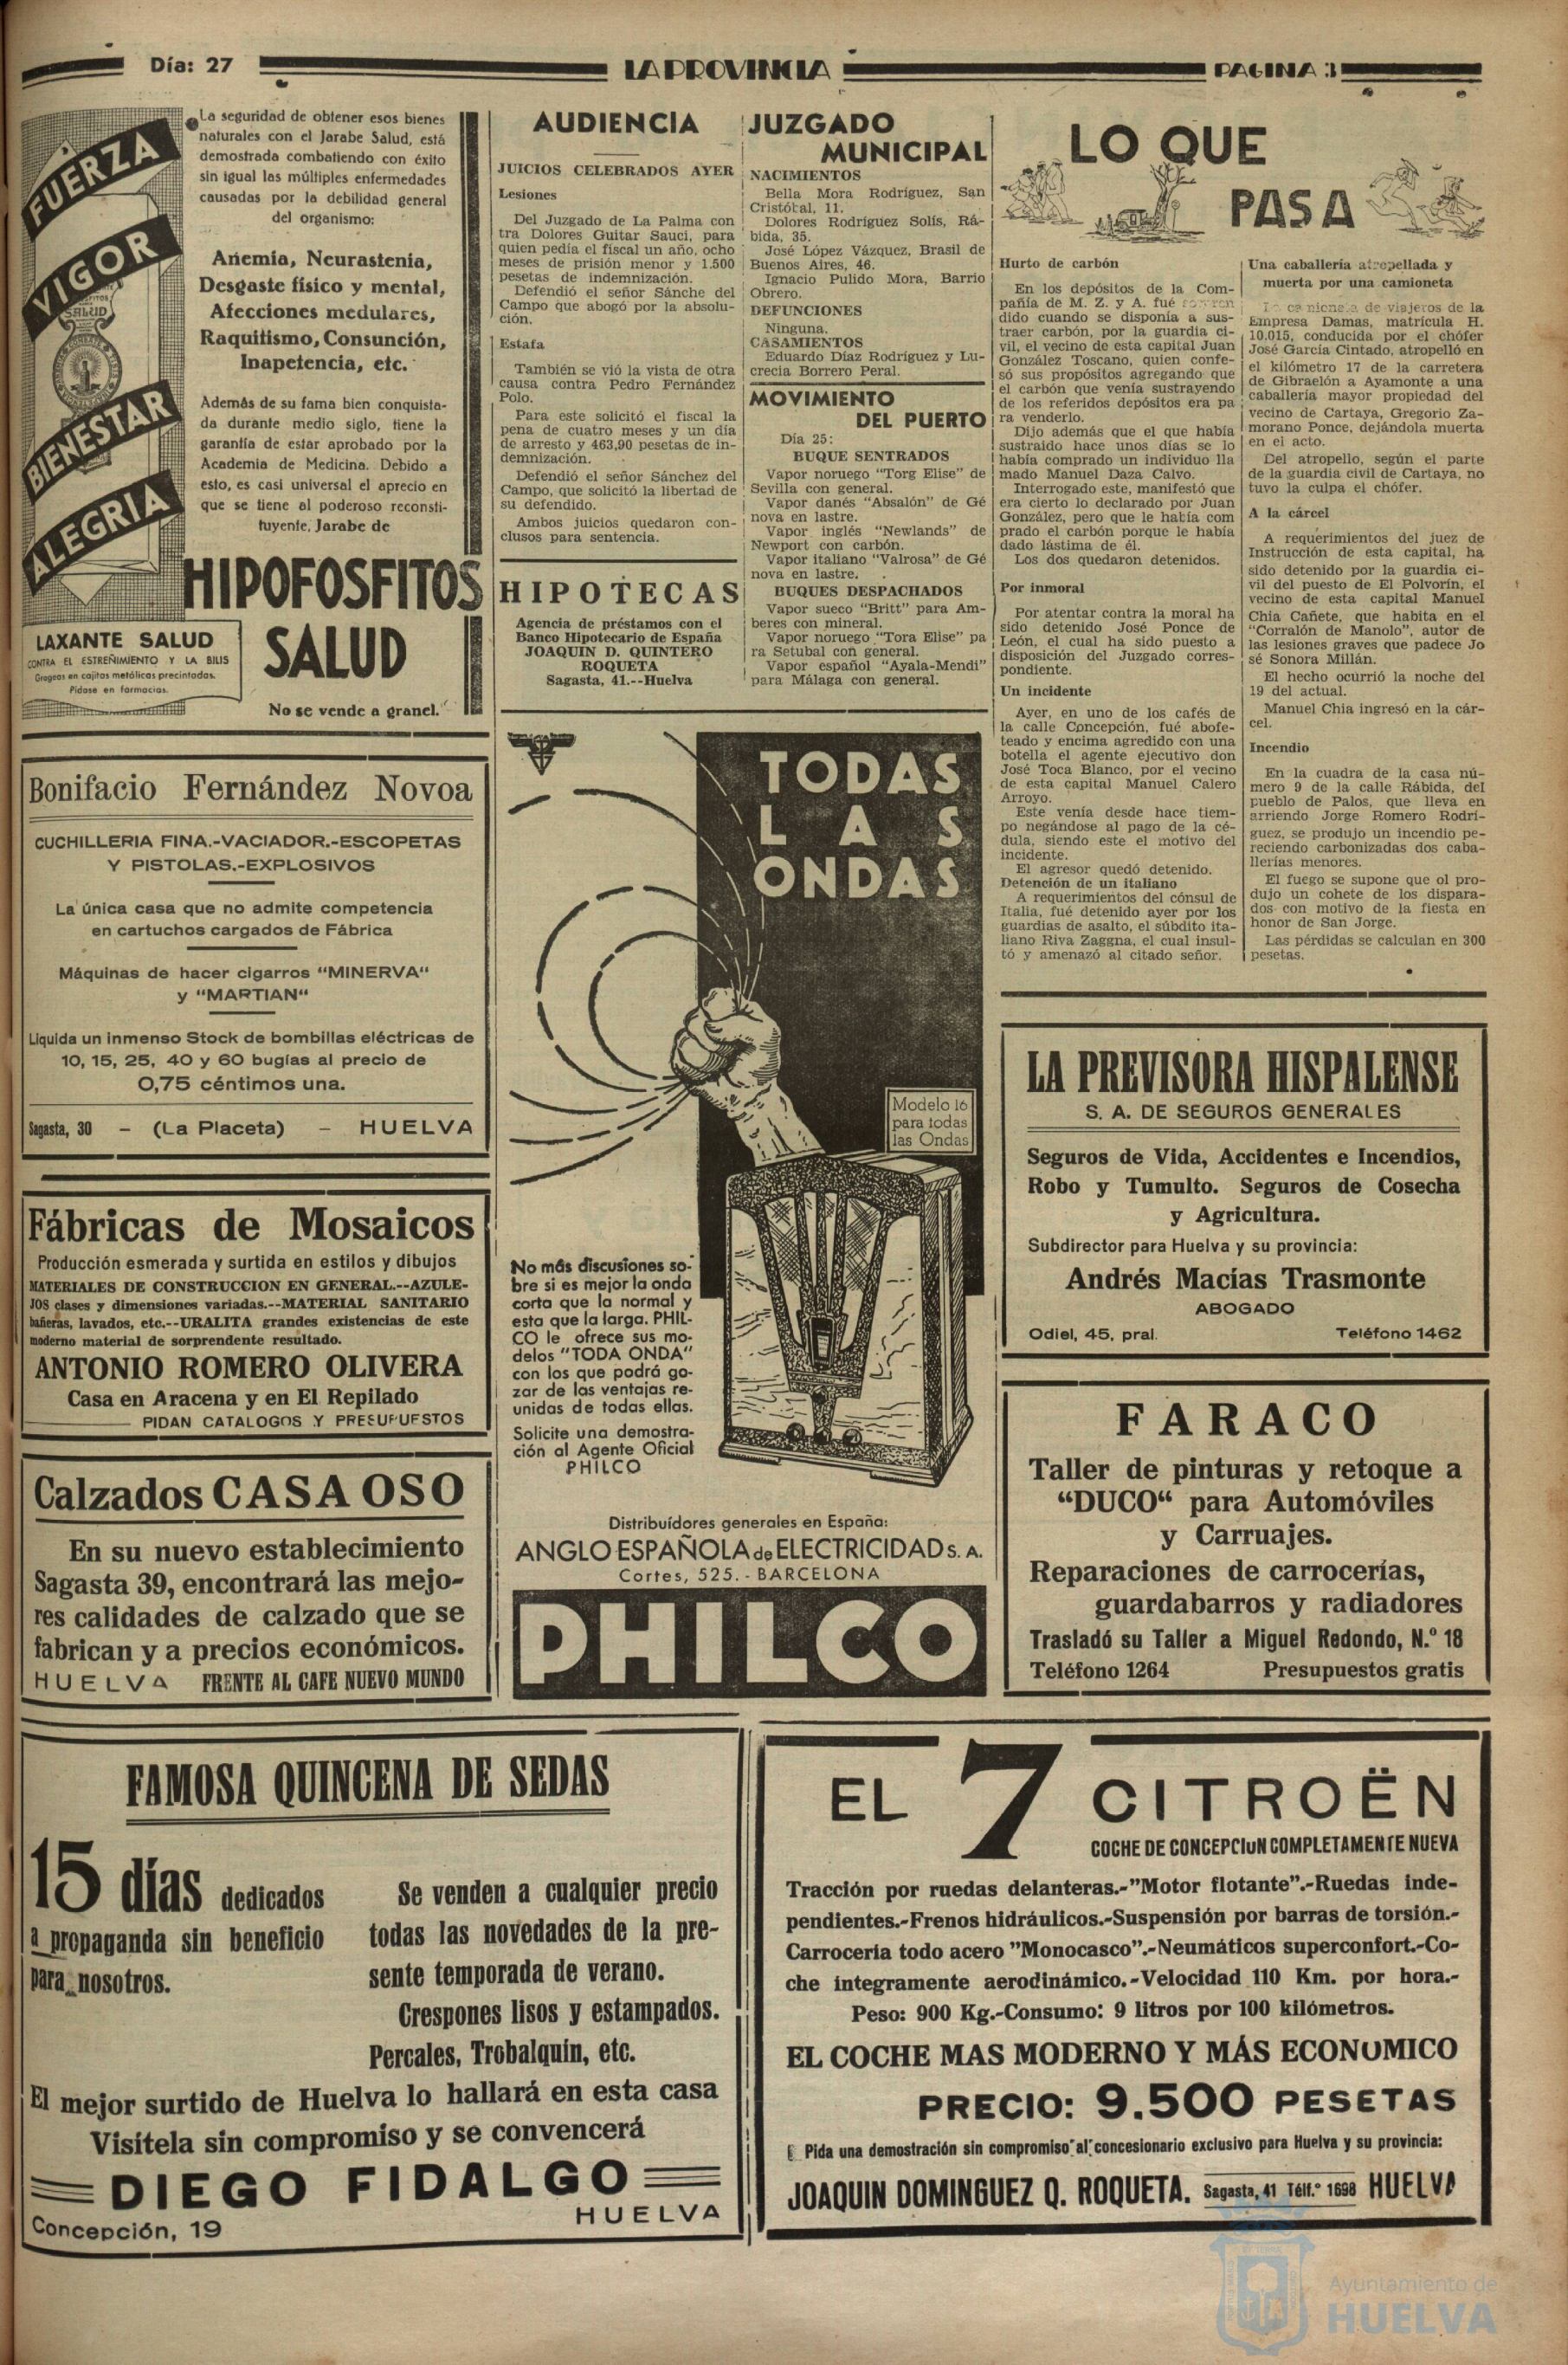 Día: 27
LA PROVINCIA
PAGINA 3
FUERZA
VIGOR
BIENESTAR
ALEGRIA
SALUD
La seguridad de obtener esos bienes
naturales con el Jarabe Salud, está
demostrada combatiendo con éxito
sin igual las múltiples enfermedades
causadas por la debilidad general
del organismo:
Anemia, Neurastenia,
Desgaste físico y mental,
Afecciones medulares,
Raquitismo, Consunción,
Inapetencia, etc.
Además de su fama bien conquista-
da durante medio siglo, tiene la
garantía de estar aprobado por la
Academia de Medicina. Debido a
esto, es casi universal el aprecio en
que se tiene al poderoso reconsti-
tuyente, Jarabe de
HIPOFOSFITOS
SALUD
LAXANTE SALUD
CONTRA EL ESTREÑIMIENTO Y LA BILIS
Grageas en cajitas metálicas precintadas.
Pídase en farmacias.
No se vende a granel.
Bonifacio Fernández Novoa
CUCHILLERIA FINA.-VACIADOR.-ESCOPETAS
Y PISTOLAS.-EXPLOSIVOS
La única casa que no admite competencia
en cartuchos cargados de Fábrica
Máquinas de hacer cigarros "MINERVA"
y "MARTIAN"
Liquida un inmenso Stock de bombillas eléctricas de
10, 15, 25, 40 y 60 bugías al precio de
0,75 céntimos una.
Sagasta, 30 - (La Placeta) - HUELVA
Fábricas de Mosaicos
Producción esmerada y surtida en estilos y dibujos
MATERIALES DE CONSTRUCCION EN GENERAL.--AZULE-
JOS clases y dimensiones variadas.--MATERIAL SANITARIO
bañeras, lavados, etc.--URALITA grandes existencias de este
moderno material de sorprendente resultado.
ANTONIO ROMERO OLIVERA
Casa en Aracena y en El Repilado
PIDAN CATALOGOS Y PRESUPUESTOS
Calzados CASA OSO
En su nuevo establecimiento
Sagasta 39, encontrará las mejo-
res calidades de calzado que se
fabrican y a precios económicos.
HUELVA FRENTE AL CAFE NUEVO MUNDO
AUDIENCIA
JUICIOS CELEBRADOS AYER
Lesiones
Del Juzgado de La Palma con
tra Dolores Guitar Sauci, para
quien pedía el fiscal un año, ocho
meses de prisión menor y 1.500
pesetas de indemnización.
Defendió el señor Sánche del
Campo que abogó por la absolu-
ción.
Estafa
También se vió la vista de otra
causa contra Pedro Fernández
Polo.
Para este solicitó el fiscal la
pena de cuatro meses y un día
de arresto y 463,90 pesetas de in-
demnización.
Defendió el señor Sánchez del
Campo, que solicitó la libertad de
su defendido.
Ambos juicios quedaron con-
clusos para sentencia.
HIPOTECAS
Agencia de préstamos con el
Banco Hipotecario de España
JOAQUIN D. QUINTERO
ROQUETA
Sagasta, 41.--Huelva
JUZGADO
MUNICIPAL
NACIMIENTOS
Bella Mora Rodríguez, San
Cristóbal, 11.
Dolores Rodríguez Solís, Rá-
bida, 35.
José López Vázquez, Brasil de
Buenos Aires, 46.
Ignacio Pulido Mora, Barrio
Obrero.
DEFUNCIONES
Ninguna.
CASAMIENTOS
Eduardo Díaz Rodríguez y Lu-
crecia Borrero Peral.
MOVIMIENTO
DEL PUERTO
Día 25:
BUQUE SENTRADOS
Vapor noruego "Torg Elise" de
Sevilla con general.
Vapor danés "Absalón" de Gé
nova en lastre.
Vapor inglés "Newlands" de
Newport con carbón.
Vapor italiano "Valrosa" de Gé
nova en lastre.
BUQUES DESPACHADOS
Vapor sueco "Britt" para Am-
beres con mineral.
Vapor noruego "Tora Elise" pa
ra Setubal con general.
Vapor español "Ayala-Mendi"
para Málaga con general.
TODAS
LAS
ONDAS
Modelo 16
para todas
las Ondas
No más discusiones so-
bre si es mejor la onda
corta que la normal y
esta que la larga. PHIL-
CO le ofrece sus mo-
delos "TODA ONDA"
con los que podrá go-
zar de las ventajas re-
unidas de todas ellas.
Solicite una demostra-
ción al Agente Oficial
PHILCO
Distribuídores generales en España:
ANGLO ESPAÑOLA de ELECTRICIDAD S. A.
Cortes, 525. - BARCELONA
PHILCO
LO QUE
PASA
Hurto de carbón
En los depósitos de la Com-
pañía de M. Z. y A. fué
dido cuando se disponía a sus-
traer carbón, por la guardia ci-
vil, el vecino de esta capital Juan
González Toscano, quien confe-
só sus propósitos agregando que
el carbón que venía sustrayendo
de los referidos depósitos era pa
ra venderlo.
Dijo además que el que había
sustraido hace unos días se lo
había comprado un individuo lla
mado Manuel Daza Calvo.
Interrogado este, manifestó que
era cierto lo declarado por Juan
González, pero que le había com
prado el carbón porque le había
dado lástima de él.
Los dos quedaron detenidos.
Por inmoral
Por atentar contra la moral ha
sido detenido José Ponce de
León, el cual ha sido puesto a
disposición del Juzgado corres-
pondiente.
Un incidente
Ayer, en uno de los cafés de
la calle Concepción, fué abofe-
teado y encima agredido con una
botella el agente ejecutivo don
José Toca Blanco, por el vecino
de esta capital Manuel Calero
Arroyo.
Este venía desde hace tiem-
po negándose al pago de la cé-
dula, siendo este el motivo del
incidente.
El agresor quedó detenido.
Detención de un italiano
A requerimientos del cónsul de
Italia, fué detenido ayer por los
guardias de asalto, el súbdito ita-
liano Riva Zaggna, el cual insul-
tó y amenazó al citado señor.
Una caballería atropellada y
muerta por una camioneta
La camioneta de viajeros de la
Empresa Damas, matrícula H.
10.015, conducida por el chófer
José García Cintado, atropelló en
el kilómetro 17 de la carretera
de Gibraelón a Ayamonte a una
caballería mayor propiedad del
vecino de Cartaya, Gregorio Za-
morano Ponce, dejándola muerta
en el acto.
Del atropello, según el parte
de la guardia civil de Cartaya, no
tuvo la culpa el chófer.
A la cárcel
A requerimientos del juez de
Instrucción de esta capital, ha
sido detenido por la guardia ci-
vil del puesto de El Polvorín, el
vecino de esta capital Manuel
Chia Cañete, que habita en el
"Corralón de Manolo", autor de
las lesiones graves que padece Jo
sé Sonora Millán.
El hecho ocurrió la noche del
19 del actual.
Manuel Chia ingresó en la cár-
cel.
Incendio
En la cuadra de la casa nú-
mero 9 de la calle Rábida, del
pueblo de Palos, que lleva en
arriendo Jorge Romero Rodrí-
guez, se produjo un incendio pe-
reciendo carbonizadas dos caba-
llerías menores.
El fuego se supone que ol pro-
dujo un cohete de los dispara-
dos con motivo de la fiesta en
honor de San Jorge.
Las pérdidas se calculan en 300
pesetas.
LA PREVISORA HISPALENSE
S. A. DE SEGUROS GENERALES
Seguros de Vida, Accidentes e Incendios,
Robo y Tumulto. Seguros de Cosecha
y Agricultura.
Subdirector para Huelva y su provincia:
Andrés Macías Trasmonte
ABOGADO
Odiel, 45, pral. Teléfono 1462
FARACO
Taller de pinturas y retoque a
"DUCO" para Automóviles
y Carruajes.
Reparaciones de carrocerías,
guardabarros y radiadores
Trasladó su Taller a Miguel Redondo, N.º 18
Teléfono 1264 Presupuestos gratis
FAMOSA QUINCENA DE SEDAS
15 días dedicados
a propaganda sin beneficio
para nosotros.
Se venden a cualquier precio
todas las novedades de la pre-
sente temporada de verano.
Crespones lisos y estampados.
Percales, Trobalquin, etc.
El mejor surtido de Huelva lo hallará en esta casa
Visítela sin compromiso y se convencerá
DIEGO FIDALGO
Concepción, 19 HUELVA
EL 7 CITROËN
COCHE DE CONCEPCION COMPLETAMENTE NUEVA
Tracción por ruedas delanteras.-"Motor flotante".-Ruedas inde-
pendientes.-Frenos hidráulicos.-Suspensión por barras de torsión.-
Carrocería todo acero "Monocasco".-Neumáticos superconfort.-Co-
che íntegramente aerodinámico.-Velocidad 110 Km. por hora.-
Peso: 900 Kg.-Consumo: 9 litros por 100 kilómetros.
EL COCHE MAS MODERNO Y MÁS ECONOMICO
PRECIO: 9.500 PESETAS
Pida una demostración sin compromiso al concesionario exclusivo para Huelva y su provincia:
JOAQUIN DOMINGUEZ Q. ROQUETA. Sagasta, 41 Télf.º 1698 HUELVA
Ayuntamiento de
HUELVA